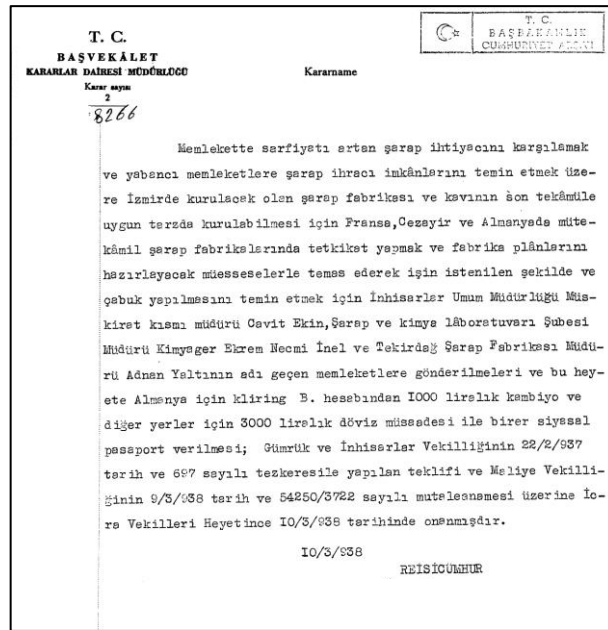 T. C.
BAŞVEKÂLET
KARARLAR DAİRESİ MÜDÜRLÜĞÜ
Karar sayısı
2
8266
Kararname
T. C.
BAŞBAKANLIK
CUMHURİYET ARŞİVİ
Memlekette sarfiyatı artan şarap ihtiyacını karşılamak
ve yabancı memleketlere şarap ihracı imkânlarını temin etmek üze-
re İzmirde kurulacak olan şarap fabrikası ve kavının son tekâmüle
uygun tarzda kurulabilmesi için Fransa,Cezayir ve Almanyada müte-
kâmil şarap fabrikalarında tetkikat yapmak ve fabrika plânlarını
hazırlayacak müesseselerle temas ederek işin istenilen şekilde ve
çabuk yapılmasını temin etmek için İnhisarlar Umum Müdürlüğü Müs-
kirat kısmı müdürü Cavit Ekin,Şarap ve kimya lâboratuvarı Şubesi
Müdürü Kimyager Ekrem Necmi İnel ve Tekirdağ Şarap Fabrikası Müdü-
rü Adnan Yaltının adı geçen memleketlere gönderilmeleri ve bu hey-
ete Almanya için kliring B. hesabından I000 liralık kambiyo ve
diğer yerler için 3000 liralık döviz müsaadesi ile birer siyasal
pasaport verilmesi; Gümrük ve İnhisarlar Vekilliğinin 22/2/937
tarih ve 697 sayılı tezkeresile yapılan teklifi ve Maliye Vekilli-
ğinin 9/3/938 tarih ve 54250/3722 sayılı mutaleanamesi üzerine İc-
ra Vekilleri Heyetince I0/3/938 tarihinde onanmışdır.
I0/3/938
REİSİCÜMHUR